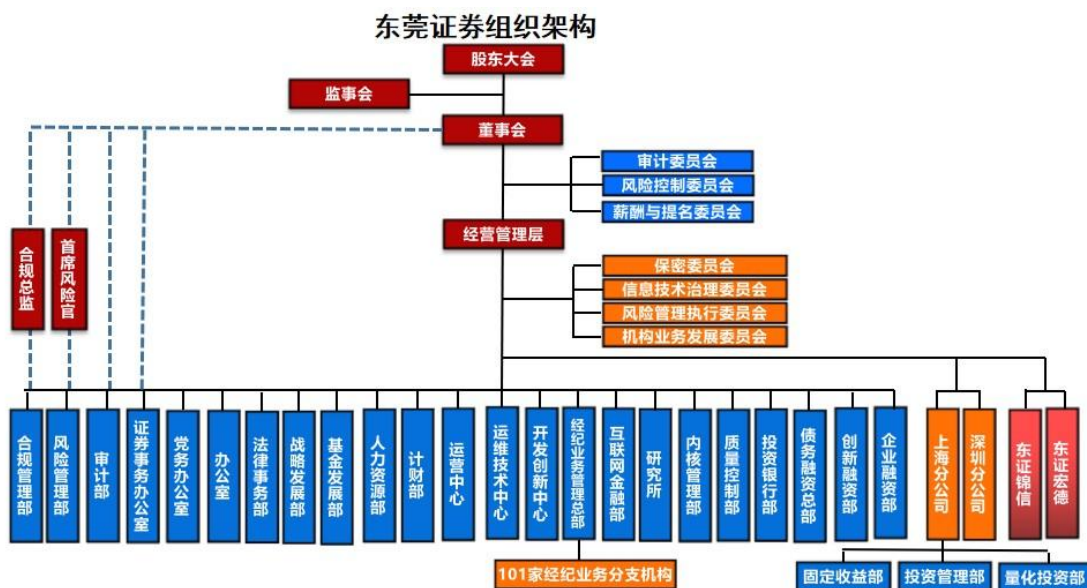 东莞证券组织架构
股东大会
监事会
董事会
审计委员会
风险控制委员会
薪酬与提名委员会
经营管理层
合规总监
首席风险官
保密委员会
信息技术治理委员会
风险管理执行委员会
机构业务发展委员会
合规管理部
风险管理部
审计部
证券事务办公室
党务办公室
办公室
法律事务部
战略发展部
基金发展部
人力资源部
计财部
运营中心
运维技术中心
开发创新中心
经纪业务管理总部
互联网金融部
研究所
内核管理部
质量控制部
投资银行部
债务融资总部
创新融资部
企业融资部
上海分公司
深圳分公司
东证锦信
东证宏德
101家经纪业务分支机构
固定收益部
投资管理部
量化投资部